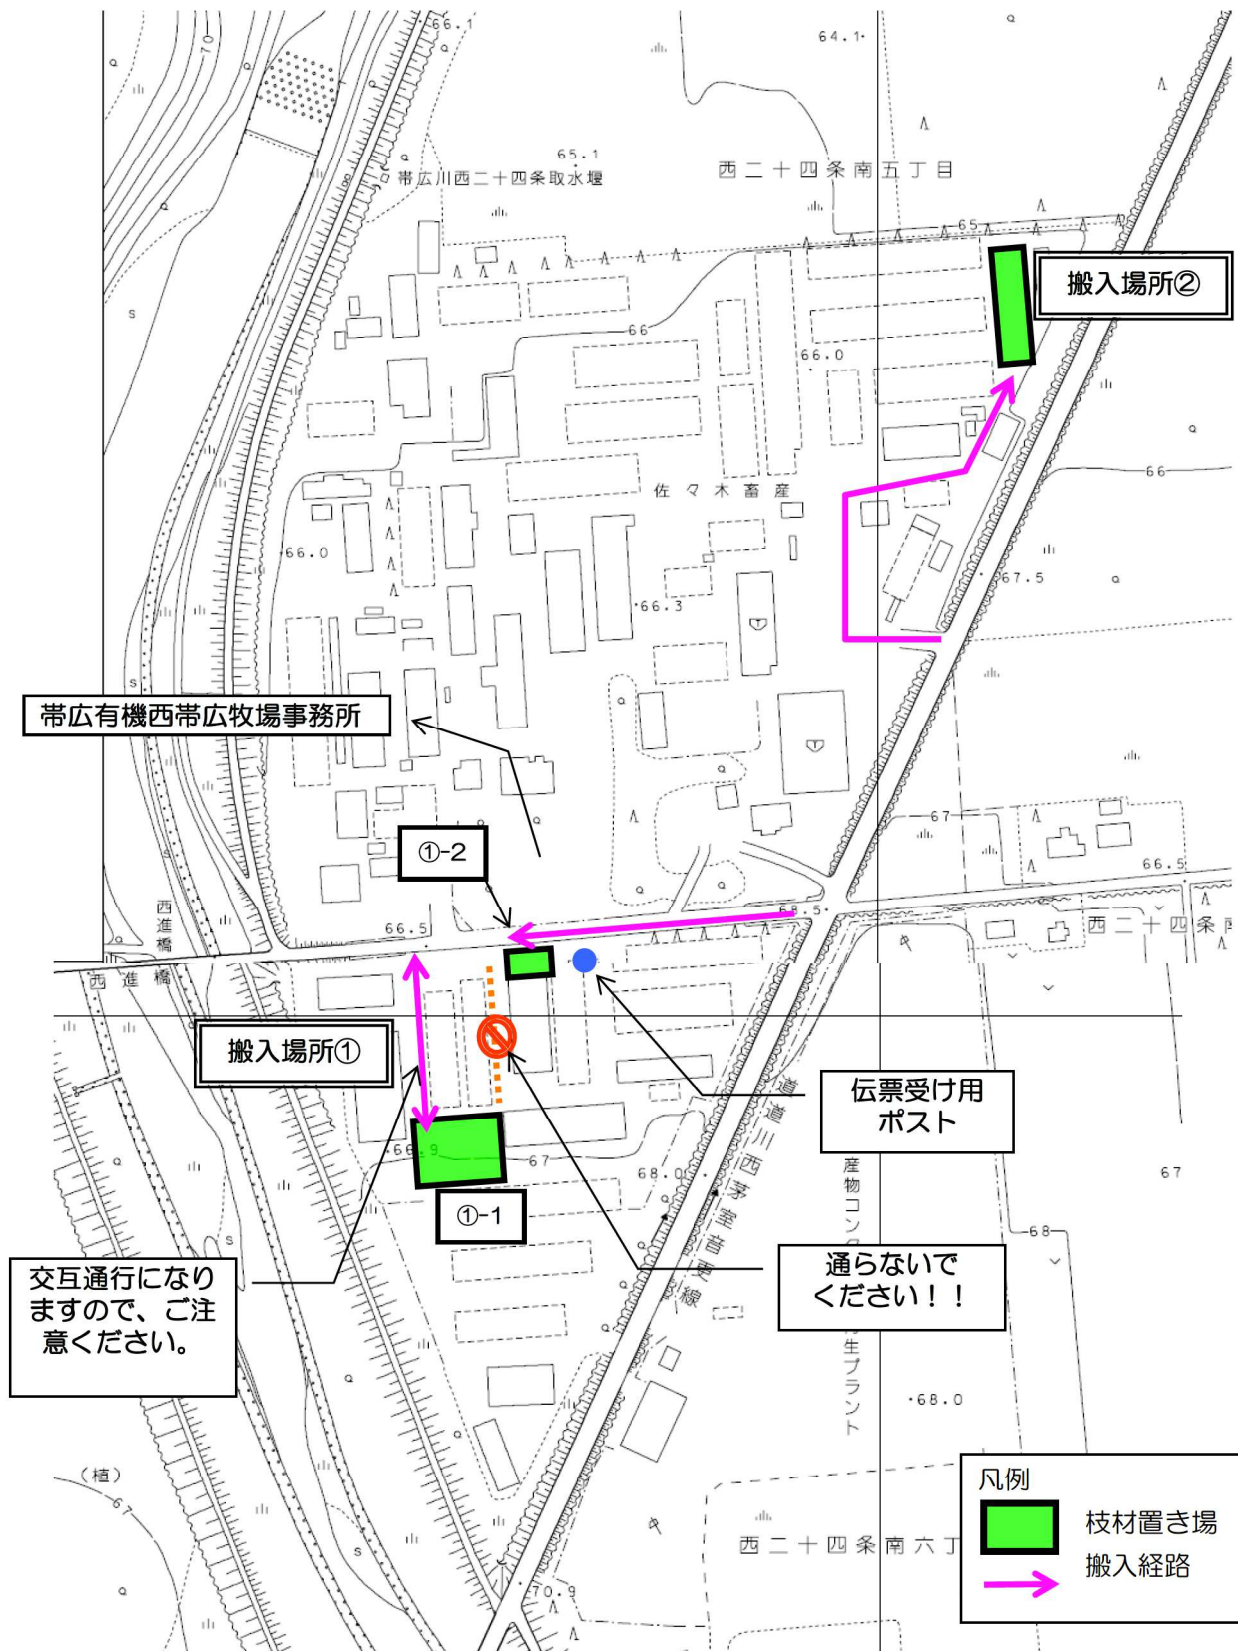 66.1
64.1
70
65.1
帯広川西二十四条取水堰
西二十四条南五丁目
65
搬入場所②
66
66.0
66
佐々木畜産
66.0
67.5
66.3
帯広有機西帯広牧場事務所
67
①-2
66.5
68.5
66.5
西進橋
西二十四条南
西進橋
搬入場所①
伝票受け用
ポスト
66.9
67
68.0
67
①-1
68
交互通行になり
ますので、ご注
意ください。
通らないで
ください！！
68.0
(植)
67
凡例
枝材置き場
搬入経路
西二十四条南六丁
70.9